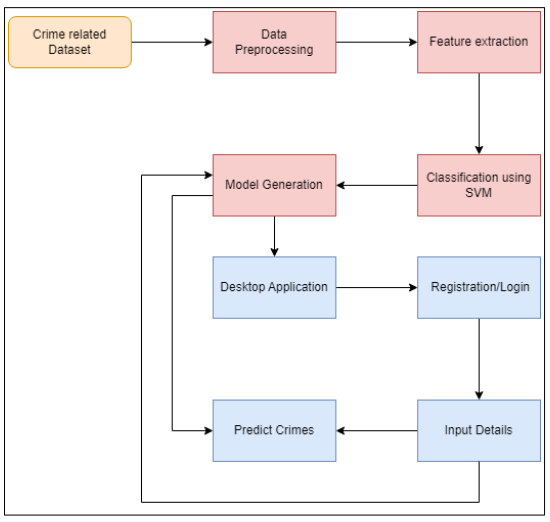 Crime related
Dataset
Data
Preprocessing
Feature extraction
Model Generation
Classification using
SVM
Desktop Application
Registration/Login
Predict Crimes
Input Details